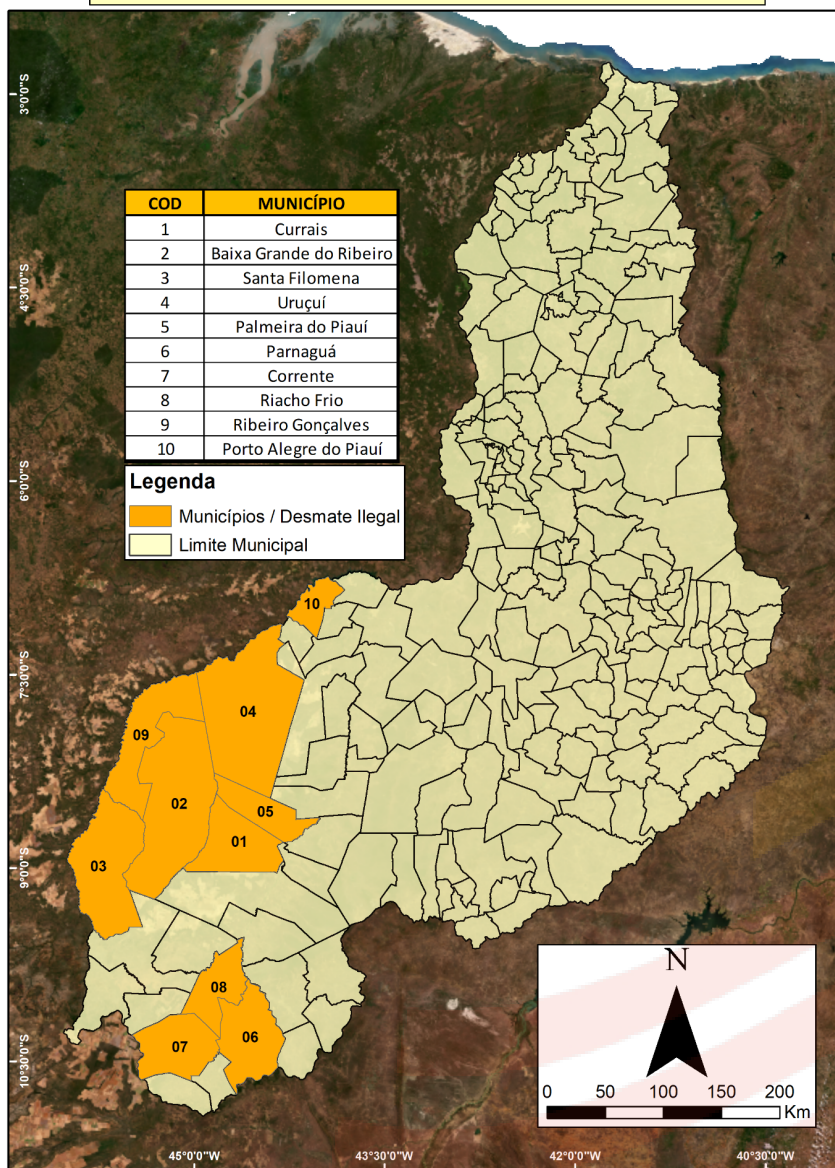 COD MUNICÍPIO
1 Currais
2 Baixa Grande do Ribeiro
3 Santa Filomena
4 Uruçuí
5 Palmeira do Piauí
6 Parnaguá
7 Corrente
8 Riacho Frio
9 Ribeiro Gonçalves
10 Porto Alegre do Piauí
Legenda
Municípios / Desmate Ilegal
Limite Municipal
10
04
09
02
05
01
03
08
07
06
N
0 50 100 150 200
Km
3°0'0"S
4°30'0"S
6°0'0"S
7°30'0"S
9°0'0"S
10°30'0"S
45°0'0"W 43°30'0"W 42°0'0"W 40°30'0"W